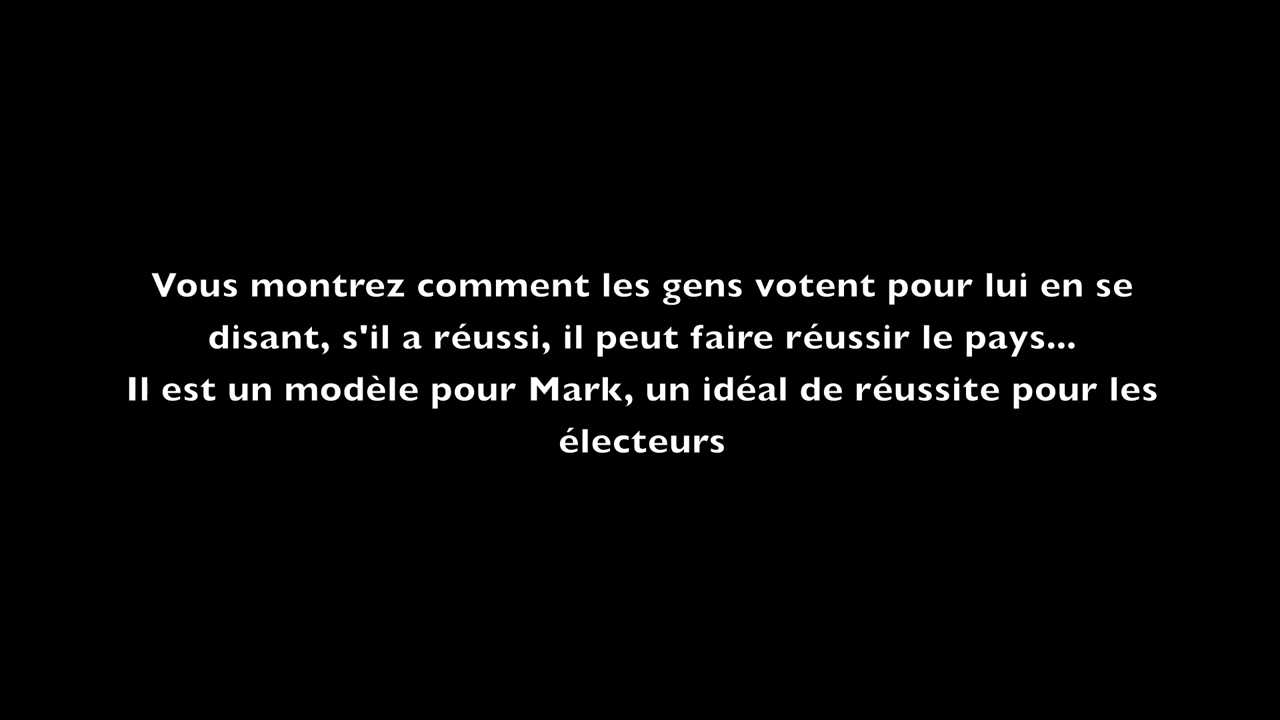 Vous montrez comment les gens votent pour lui en se
disant, s'il a réussi, il peut faire réussir le pays...
Il est un modèle pour Mark, un idéal de réussite pour les
électeurs